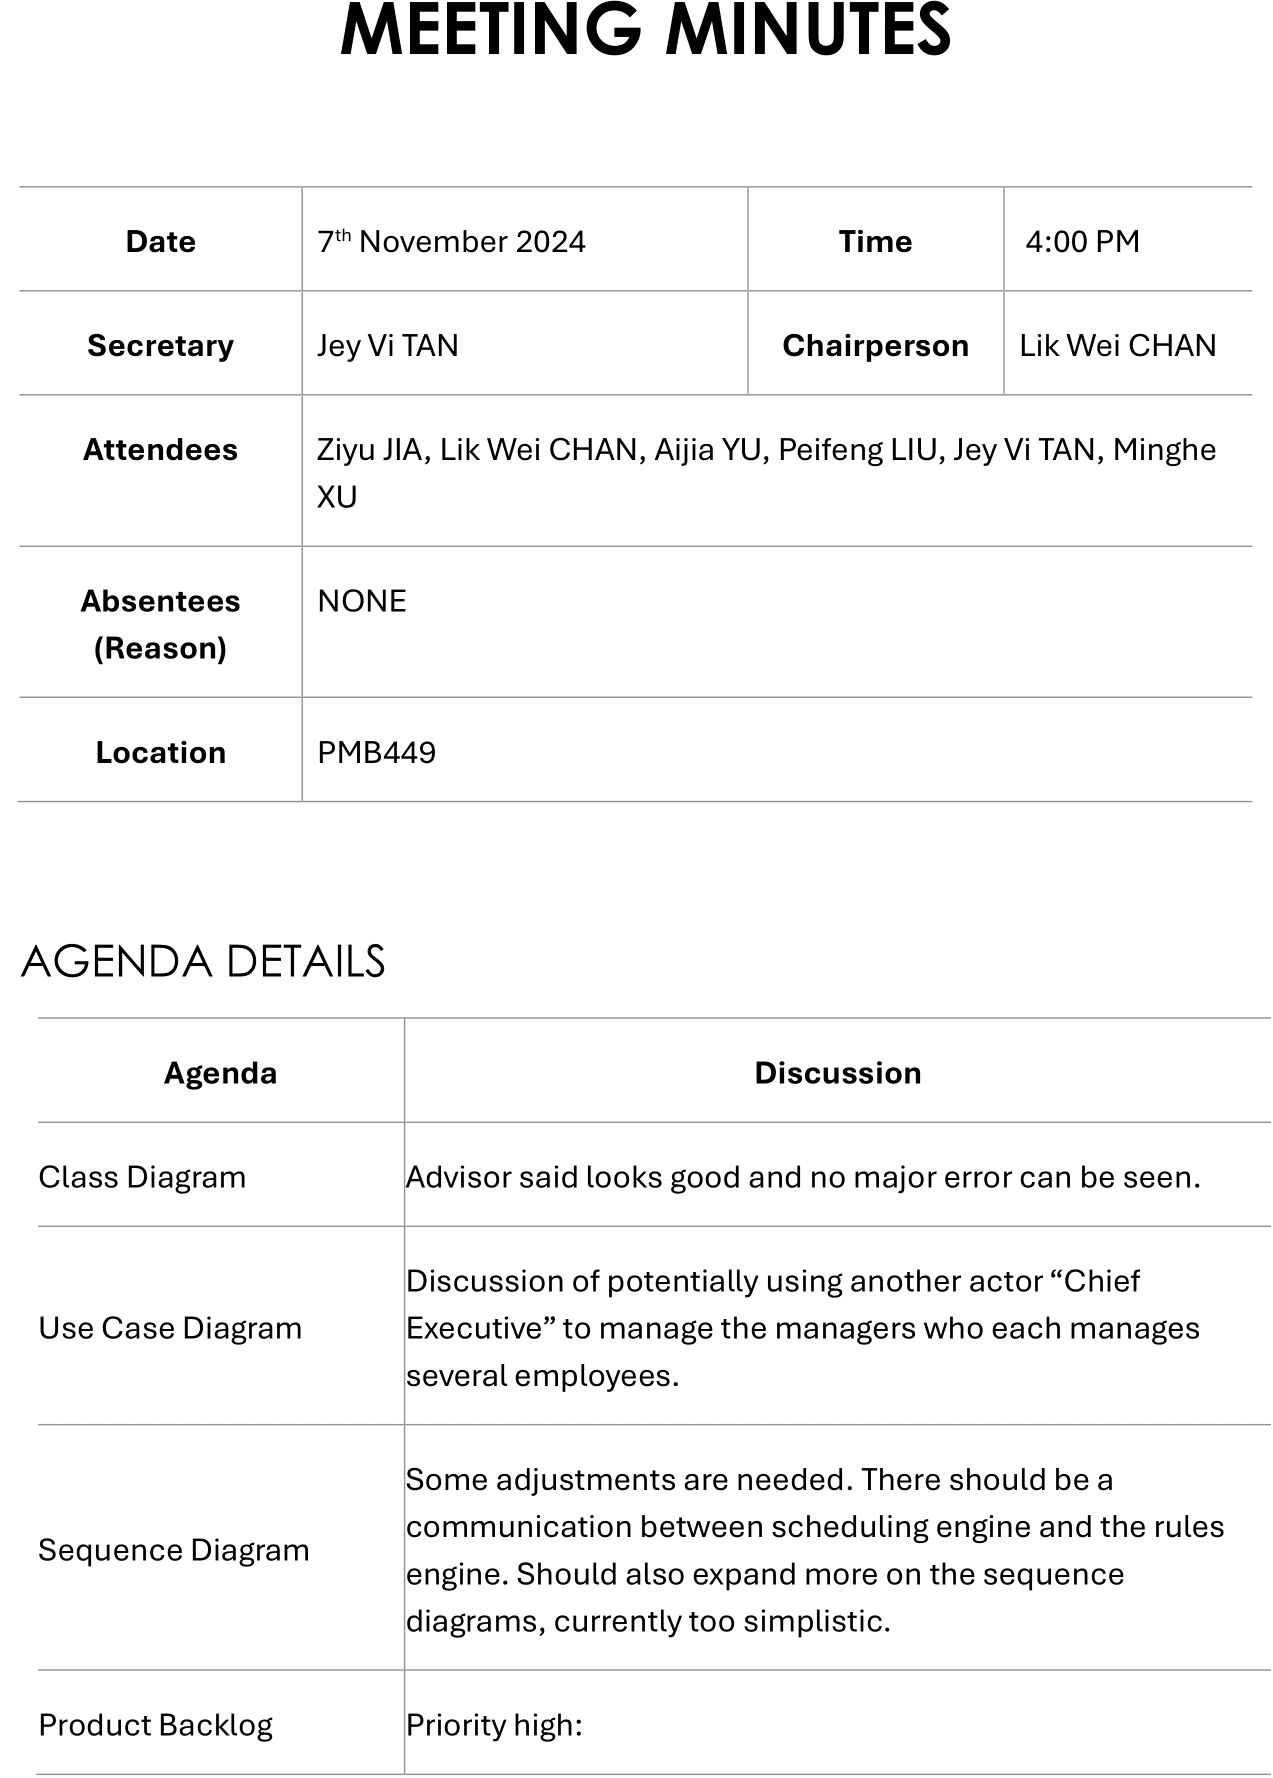 MEETING MINUTES
Date 7th November 2024 Time 4:00 PM
Secretary Jey Vi TAN Chairperson Lik Wei CHAN
Attendees Ziyu JIA, Lik Wei CHAN, Aijia YU, Peifeng LIU, Jey Vi TAN, Minghe
XU
Absentees NONE
(Reason)
Location PMB449
AGENDA DETAILS
Agenda Discussion
Class Diagram Advisor said looks good and no major error can be seen.
Discussion of potentially using another actor “Chief
Use Case Diagram Executive” to manage the managers who each manages
several employees.
Some adjustments are needed. There should be a
communication between scheduling engine and the rules
Sequence Diagram
engine. Should also expand more on the sequence
diagrams, currently too simplistic.
Product Backlog Priority high: